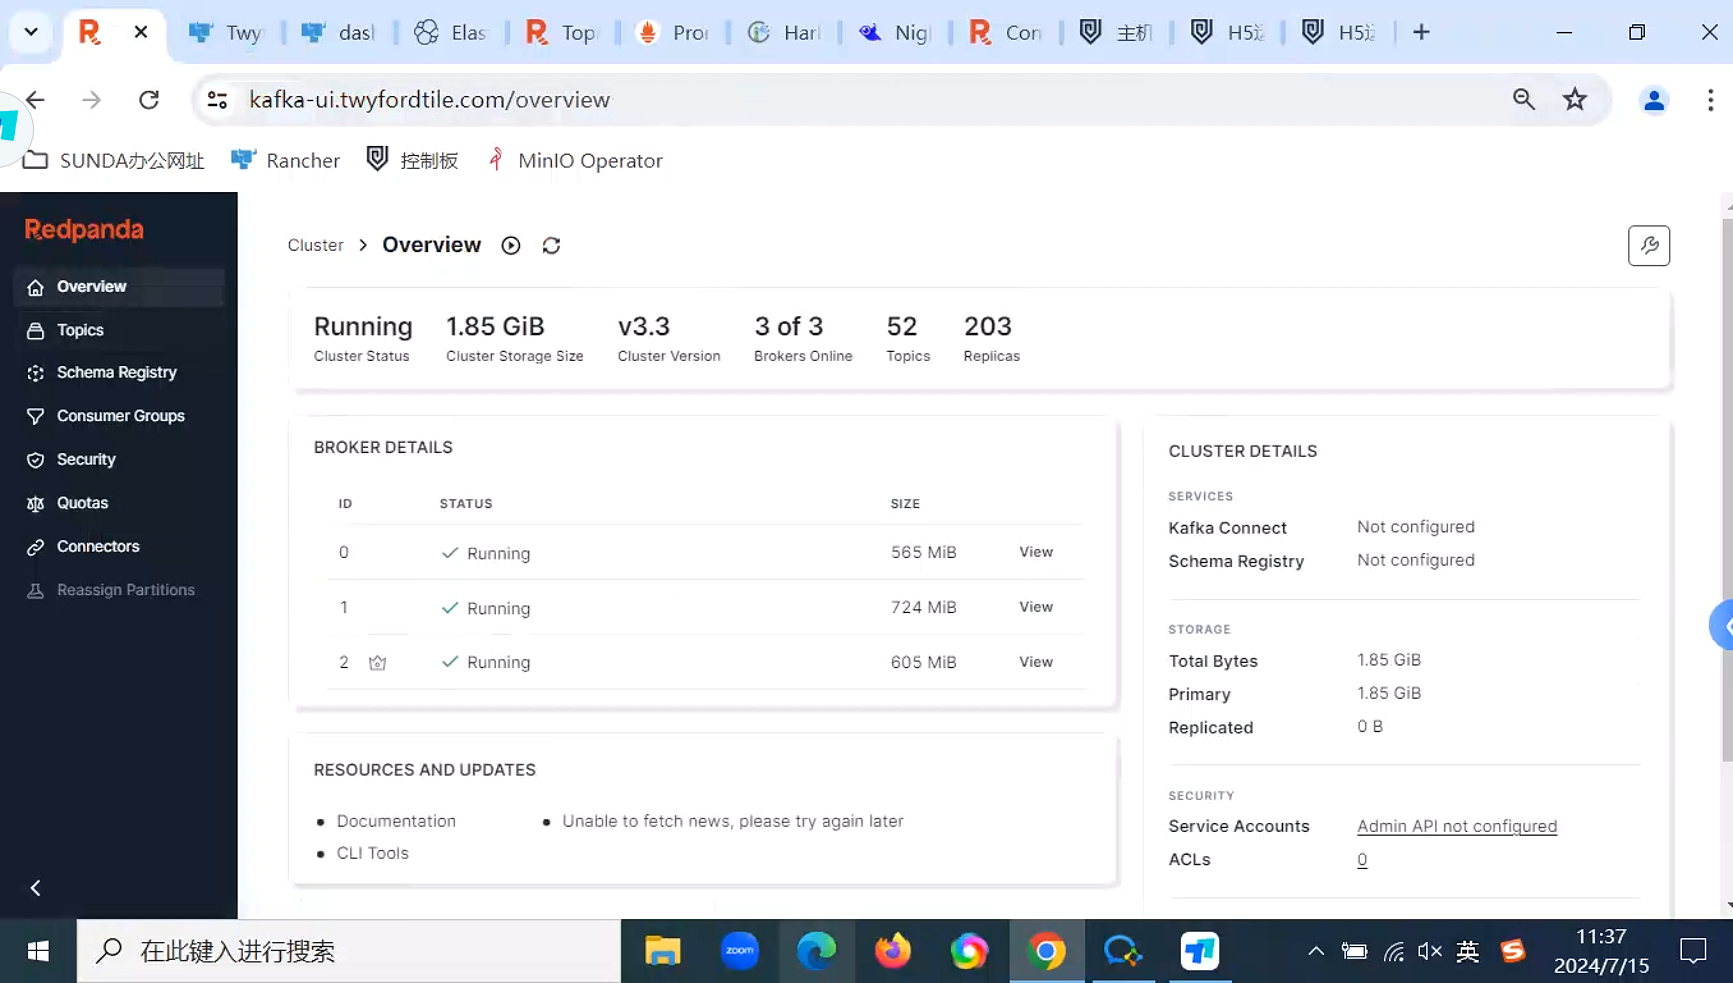 Twy
dasl
Elas
Top
Pro
Harl
Nig
Con
主机
H5
H5
kafka-ui.twyfordtile.com/overview
SUNDA办公网址 Rancher 控制板 MinIO Operator
Redpanda
Overview
Topics
Schema Registry
Consumer Groups
Security
Quotas
Connectors
Reassign Partitions
Cluster > Overview
Running 1.85 GiB v3.3 3 of 3 52 203
Cluster Status Cluster Storage Size Cluster Version Brokers Online Topics Replicas
BROKER DETAILS
ID STATUS SIZE
0 Running 565 MiB View
1 Running 724 MiB View
2 Running 605 MiB View
RESOURCES AND UPDATES
Documentation
CLI Tools
Unable to fetch news, please try again later
CLUSTER DETAILS
SERVICES
Kafka Connect Not configured
Schema Registry Not configured
STORAGE
Total Bytes 1.85 GiB
Primary 1.85 GiB
Replicated 0 B
SECURITY
Service Accounts Admin API not configured
ACLs 0
在此键入进行搜索
zoom
英
11:37
2024/7/15